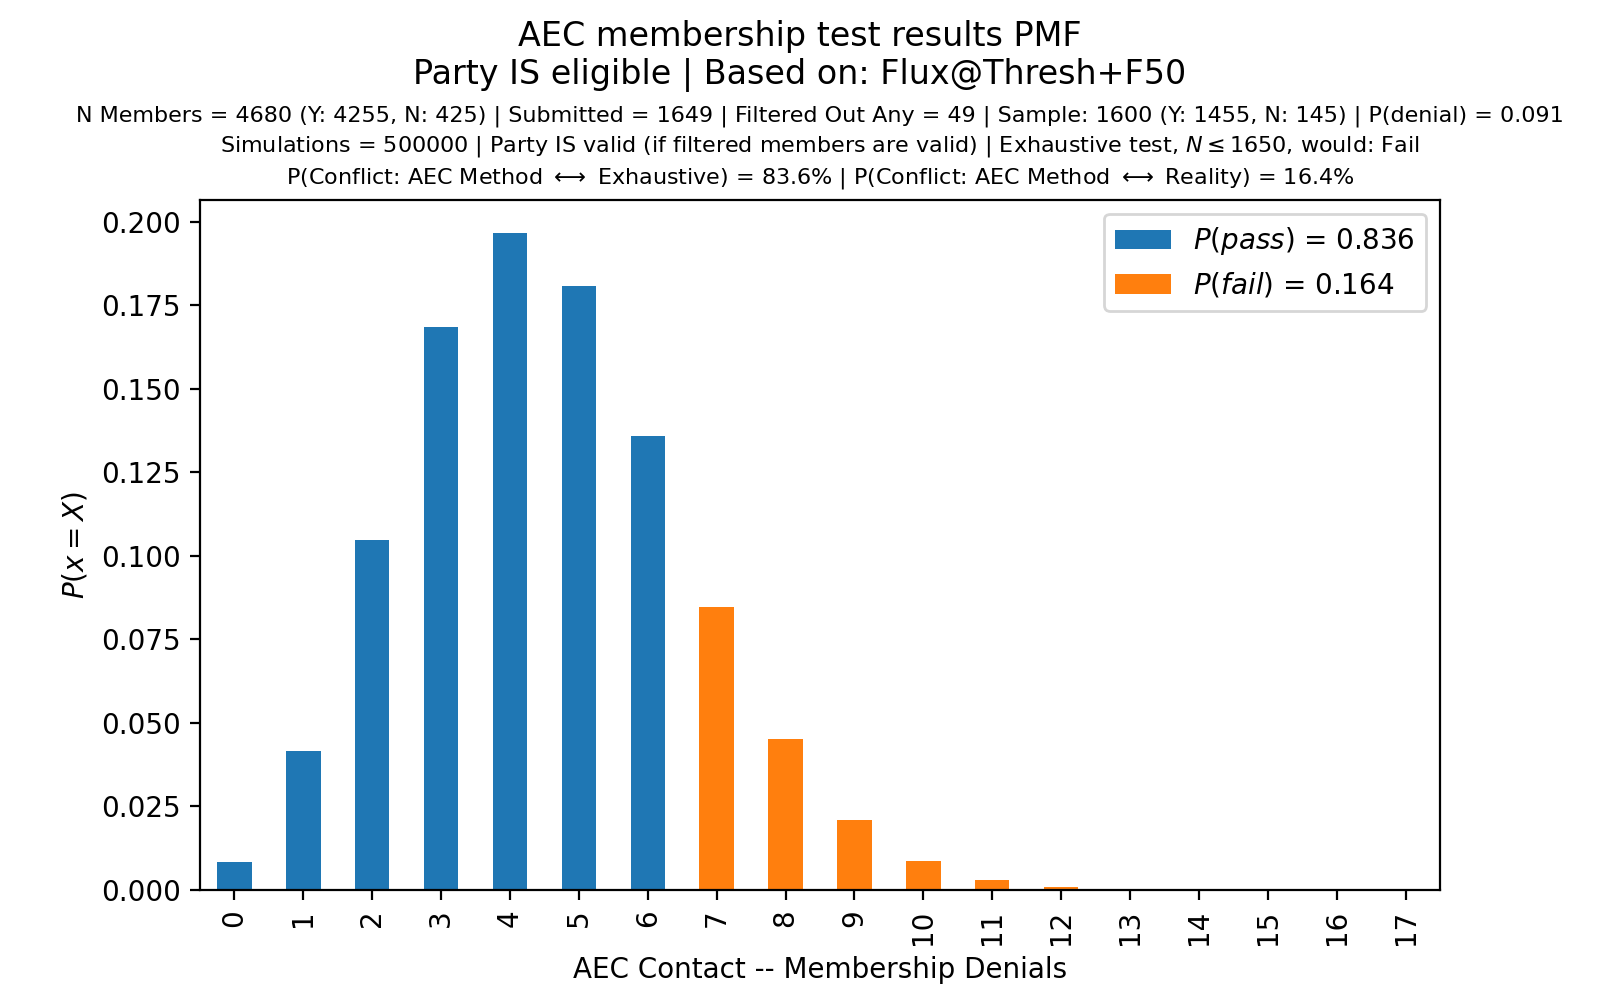 AEC membership test results PMF
Party IS eligible | Based on: Flux@Thresh+F50
N Members = 4680 (Y: 4255, N: 425) | Submitted = 1649 | Filtered Out Any = 49 | Sample: 1600 (Y: 1455, N: 145) | P(denial) = 0.091
Simulations = 500000 | Party IS valid (if filtered members are valid) | Exhaustive test, N ≤ 1650, would: Fail
P(Conflict: AEC Method ⟷ Exhaustive) = 83.6% | P(Conflict: AEC Method ⟷ Reality) = 16.4%
P(pass) = 0.836
P(fail) = 0.164
P(x = X)
0.200
0.175
0.150
0.125
0.100
0.075
0.050
0.025
0.000
0 1 2 3 4 5 6 7 8 9 10 11 12 13 14 15 16 17
AEC Contact -- Membership Denials